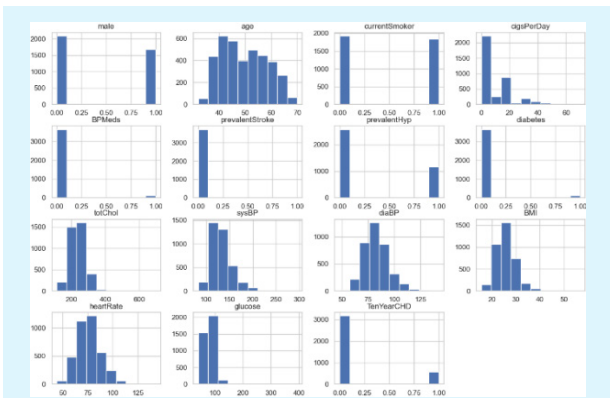 male age currentSmoker cigsPerDay
2000 600 2000 2000
1500 400 1500 1500
1000 200 1000 1000
500 500 500
0 0 0 0
0.00 0.25 0.50 0.75 1.00 40 50 60 70 0.00 0.25 0.50 0.75 1.00 0 20 40 60
BPMeds prevalentStroke prevalentHyp diabetes
3000 3000 2000 3000
2000 2000 2000
1000 1000 1000 1000
0 0 0 0
0.00 0.25 0.50 0.75 1.00 0.00 0.25 0.50 0.75 1.00 0.00 0.25 0.50 0.75 1.00 0.00 0.25 0.50 0.75 1.00
totChol sysBP diaBP BMI
1500 1500 1500
1000 1000 1000 1000
500 500 500 500
0 0 0 0
200 400 600 100 150 200 250 300 50 75 100 125 20 30 40 50
heartRate glucose TenYearCHD
1000 2000 3000
1500 2000
500 1000 1000
500
0 0 0
50 75 100 125 100 200 300 400 0.00 0.25 0.50 0.75 1.00